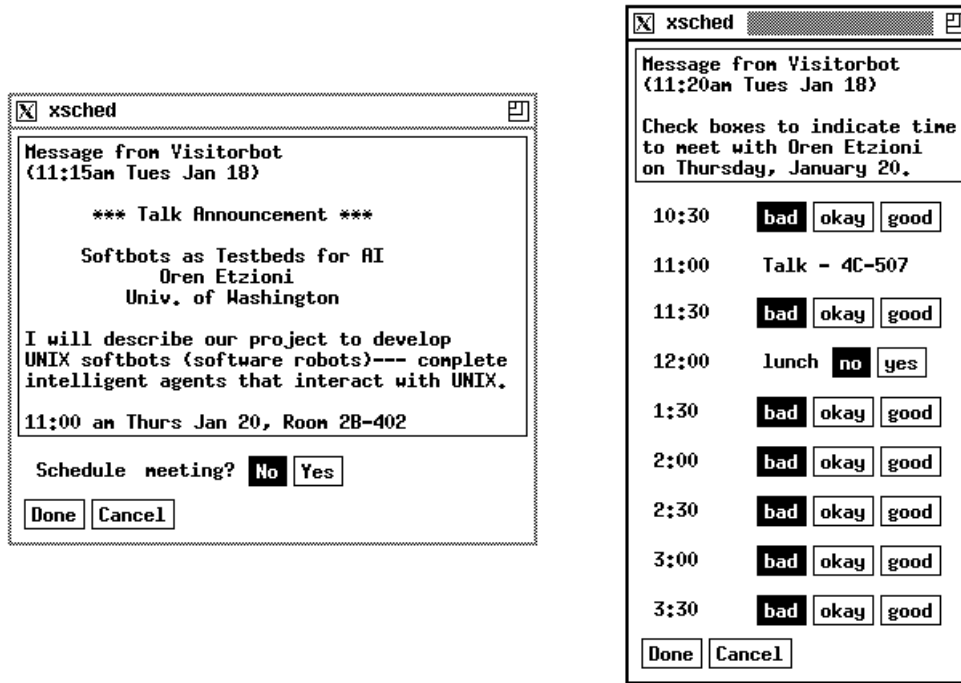 xsched
Message from Visitorbot
(11:15am Tues Jan 18)
*** Talk Announcement ***
Softbots as Testbeds for AI
Oren Etzioni
Univ. of Washington
I will describe our project to develop
UNIX softbots (software robots)--- complete
intelligent agents that interact with UNIX.
11:00 am Thurs Jan 20, Room 2B-402
Schedule meeting? No Yes
Done Cancel
xsched
Message from Visitorbot
(11:20am Tues Jan 18)
Check boxes to indicate time
to meet with Oren Etzioni
on Thursday, January 20.
10:30 bad okay good
11:00 Talk - 4C-507
11:30 bad okay good
12:00 lunch no yes
1:30 bad okay good
2:00 bad okay good
2:30 bad okay good
3:00 bad okay good
3:30 bad okay good
Done Cancel